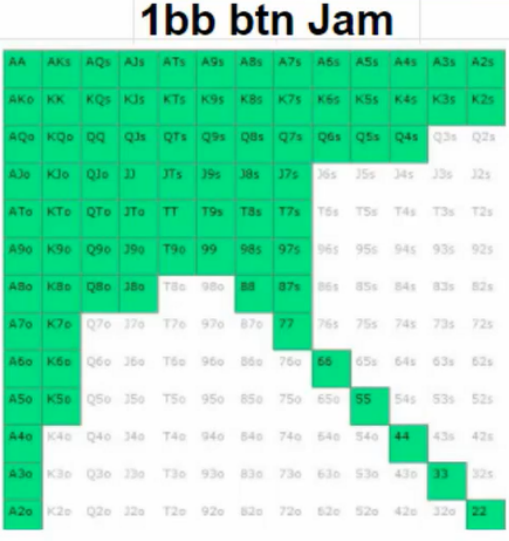 1bb btn Jam
AA AKs AQs AJs ATs A9s A8s A7s A6s A5s A4s A3s A2s
AKo KK KQs KJs KTs K9s K8s K7s K6s K5s K4s K3s K2s
AQo KQo QQ QJs QTs Q9s Q8s Q7s Q6s Q5s Q4s Q3s Q2s
AJo KJo QJo JJ JTs J9s J8s J7s J6s J5s J4s J3s J2s
ATo KTo QTo JTo TT T9s T8s T7s T6s T5s T4s T3s T2s
A9o K9o Q9o J9o T9o 99 98s 97s 96s 95s 94s 93s 92s
A8o K8o Q8o J8o T8o 98o 88 87s 86s 85s 84s 83s 82s
A7o K7o Q7o J7o T7o 97o 87o 77 76s 75s 74s 73s 72s
A6o K6o Q6o J6o T6o 96o 86o 76o 66 65s 64s 63s 62s
A5o K5o Q5o J5o T5o 95o 85o 75o 65o 55 54s 53s 52s
A4o K4o Q4o J4o T4o 94o 84o 74o 64o 54o 44 43s 42s
A3o K3o Q3o J3o T3o 93o 83o 73o 63o 53o 43o 33 32s
A2o K2o Q2o J2o T2o 92o 82o 72o 62o 52o 42o 32o 22